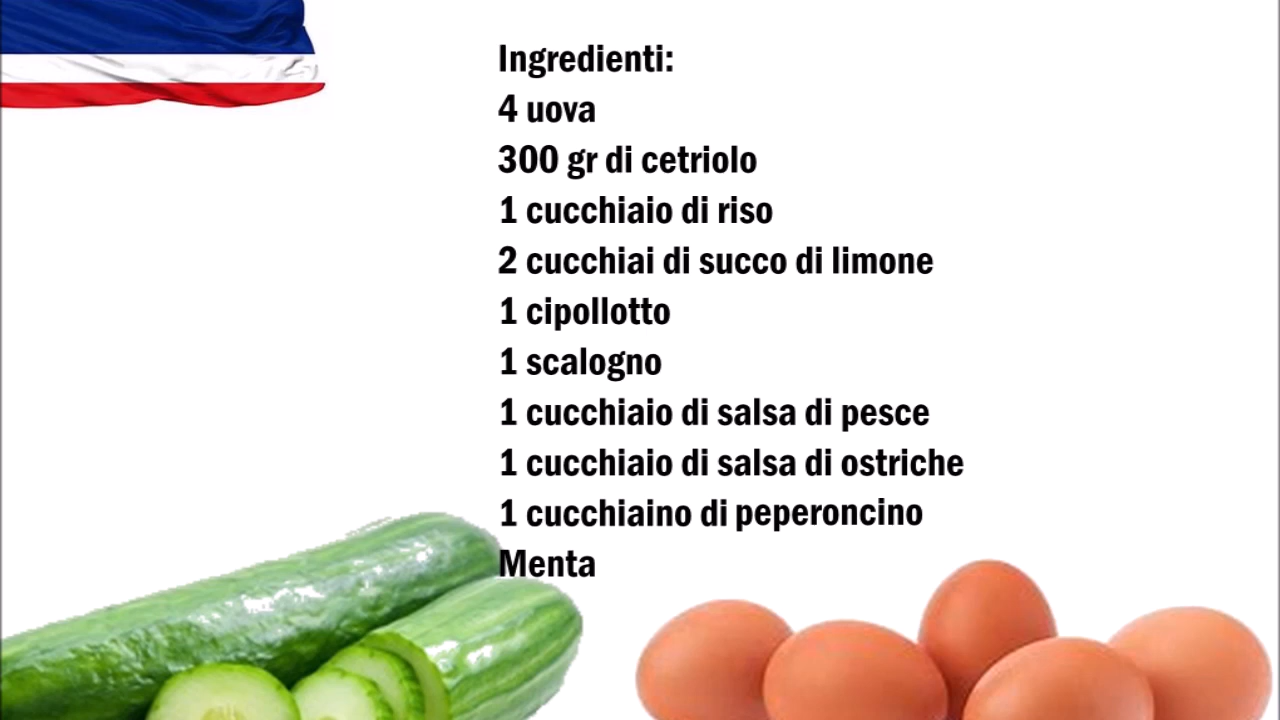 Ingredienti:
4 uova
300 gr di cetriolo
1 cucchiaio di riso
2 cucchiai di succo di limone
1 cipollotto
1 scalogno
1 cucchiaio di salsa di pesce
1 cucchiaio di salsa di ostriche
1 cucchiaino di peperoncino
Menta